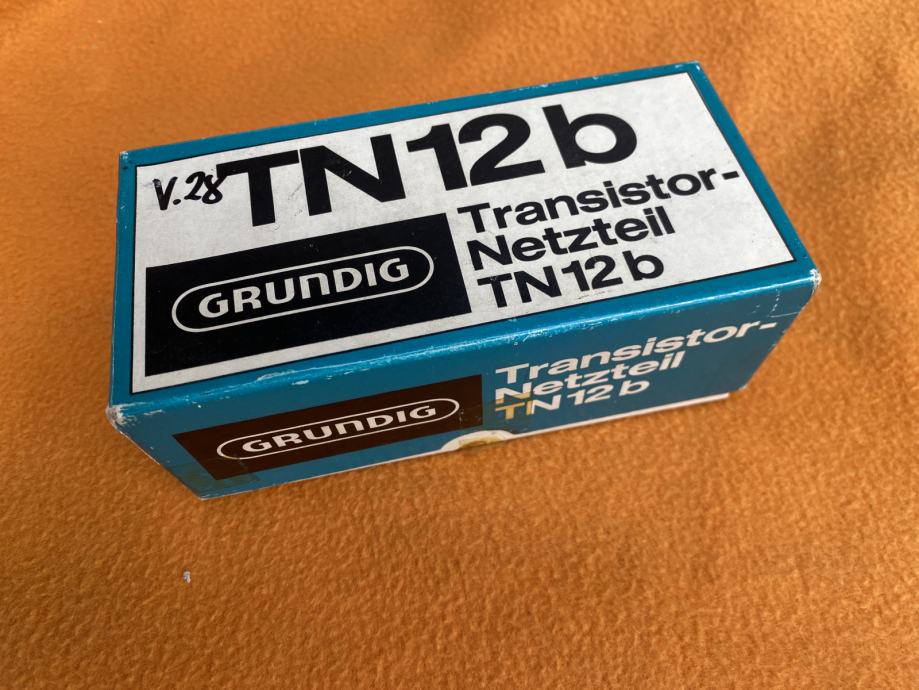 V.28
TN12b
GRUNDIG
Transistor-
Netzteil
TN12b
GRUNDIG
Transistor-
Netzteil
TN12b